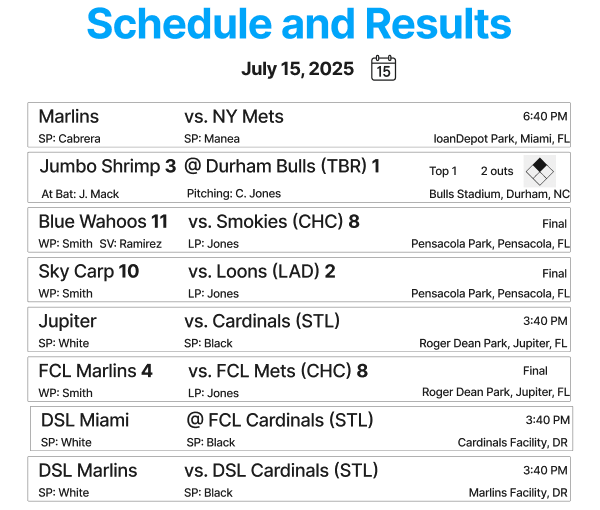 Schedule and Results
July 15, 2025 15
Marlins vs. NY Mets 6:40 PM
SP: Cabrera SP: Manea loanDepot Park, Miami, FL
Jumbo Shrimp 3 @ Durham Bulls (TBR) 1 Top 1 2 outs
At Bat: J. Mack Pitching: C. Jones Bulls Stadium, Durham, NC
Blue Wahoos 11 vs. Smokies (CHC) 8 Final
WP: Smith SV: Ramirez LP: Jones Pensacola Park, Pensacola, FL
Sky Carp 10 vs. Loons (LAD) 2 Final
WP: Smith LP: Jones Pensacola Park, Pensacola, FL
Jupiter vs. Cardinals (STL) 3:40 PM
SP: White SP: Black Roger Dean Park, Jupiter, FL
FCL Marlins 4 vs. FCL Mets (CHC) 8 Final
WP: Smith LP: Jones Roger Dean Park, Jupiter, FL
DSL Miami @ FCL Cardinals (STL) 3:40 PM
SP: White SP: Black Cardinals Facility, DR
DSL Marlins vs. DSL Cardinals (STL) 3:40 PM
SP: White SP: Black Marlins Facility, DR